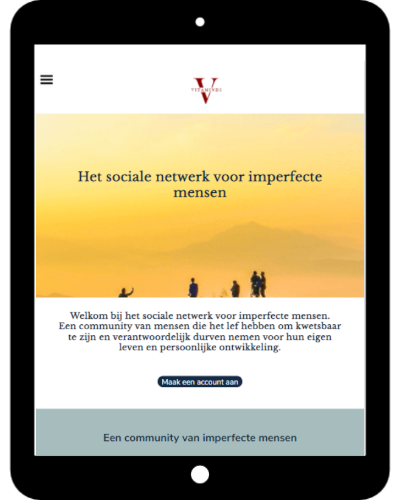 V
Het sociale netwerk voor imperfecte
mensen
Welkom bij het sociale netwerk voor imperfecte mensen.
Een community van mensen die het lef hebben om kwetsbaar
te zijn en verantwoordelijk durven nemen voor hun eigen
leven en persoonlijke ontwikkeling.
Maak een account aan
Een community van imperfecte mensen